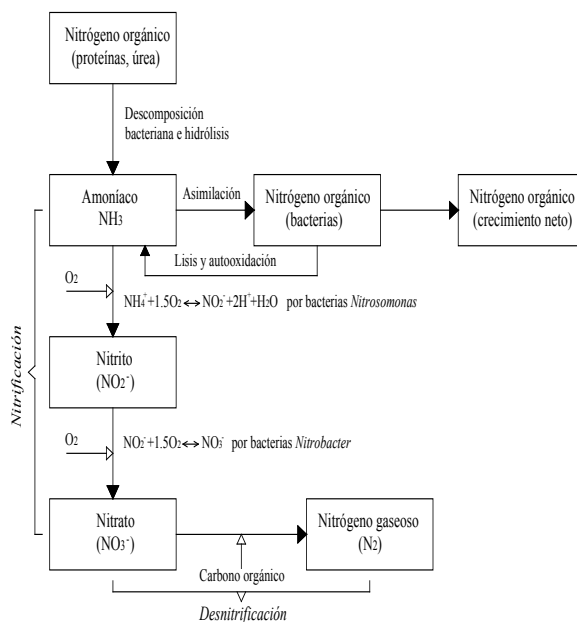 Nitrógeno orgánico
(proteínas, úrea)
Descomposición
bacteriana e hidrólisis
Amoníaco
NH3
Asimilación
Nitrógeno orgánico
(bacterias)
Nitrógeno orgánico
(crecimiento neto)
Lisis y autooxidación
O2
NH4++1.5O2↔NO2-+2H++H2O por bacterias Nitrosomonas
Nitrito
(NO2-)
Nitrificación
O2
NO2-+1.5O2↔NO3- por bacterias Nitrobacter
Nitrato
(NO3-)
Nitrógeno gaseoso
(N2)
Carbono orgánico
Desnitrificación